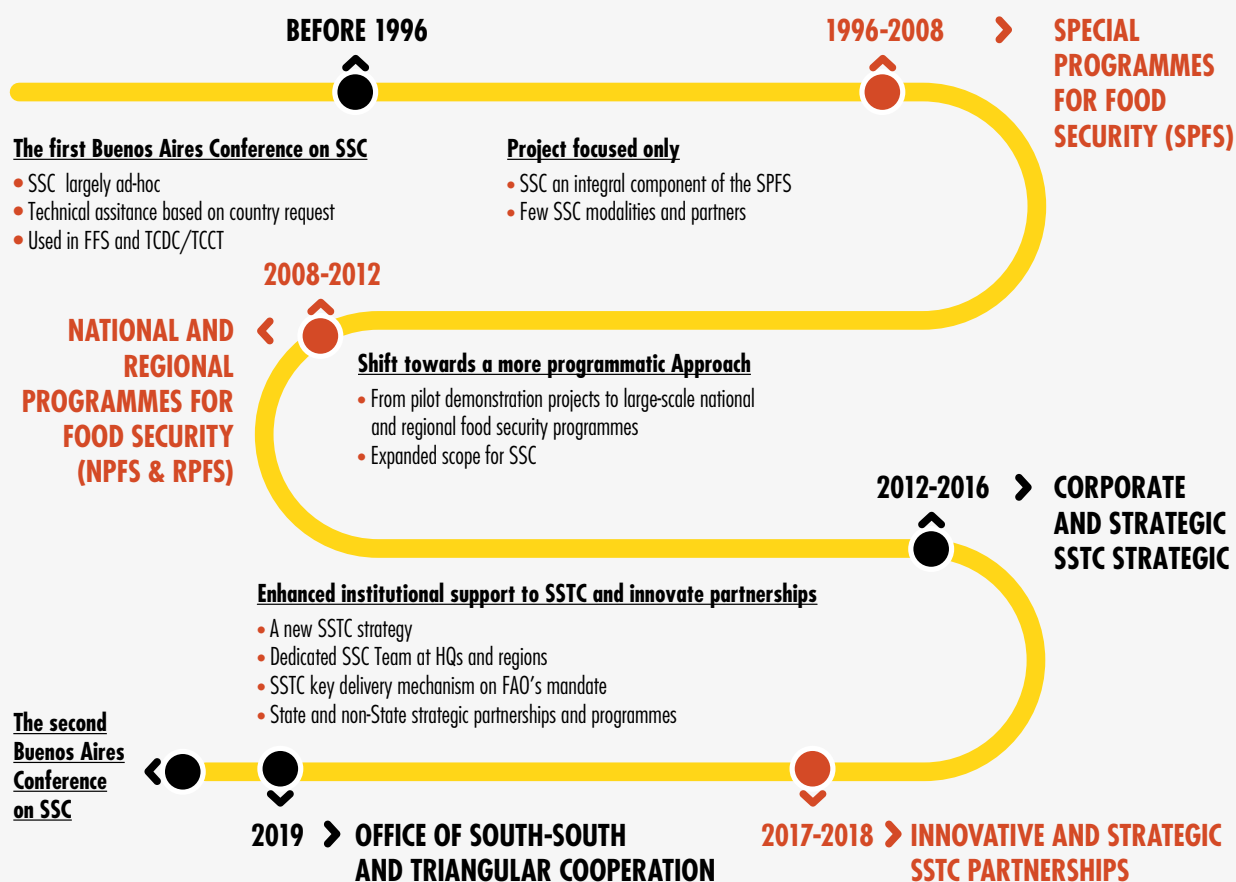 BEFORE 1996
1996-2008
SPECIAL
PROGRAMMES
FOR FOOD
SECURITY (SPFS)
The first Buenos Aires Conference on SSC
• SSC largely ad-hoc
• Technical assitance based on country request
• Used in FFS and TCDC/TCCT
Project focused only
• SSC an integral component of the SPFS
• Few SSC modalities and partners
2008-2012
NATIONAL AND
REGIONAL
PROGRAMMES FOR
FOOD SECURITY
(NPFS & RPFS)
Shift towards a more programmatic Approach
• From pilot demonstration projects to large-scale national
and regional food security programmes
• Expanded scope for SSC
2012-2016
CORPORATE
AND STRATEGIC
SSTC STRATEGIC
Enhanced institutional support to SSTC and innovate partnerships
• A new SSTC strategy
• Dedicated SSC Team at HQs and regions
• SSTC key delivery mechanism on FAO's mandate
• State and non-State strategic partnerships and programmes
The second
Buenos Aires
Conference
on SSC
2019
OFFICE OF SOUTH-SOUTH
AND TRIANGULAR COOPERATION
2017-2018
INNOVATIVE AND STRATEGIC
SSTC PARTNERSHIPS